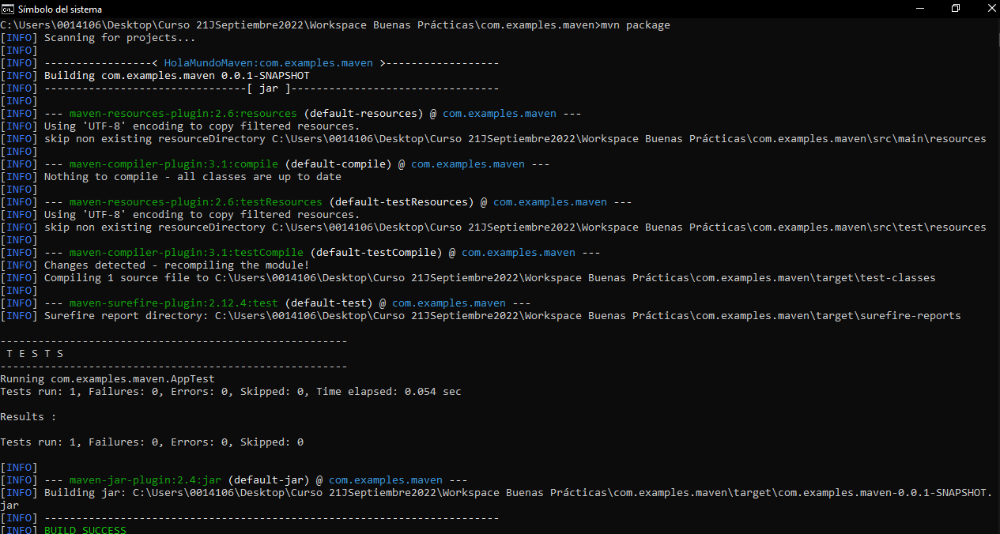 Símbolo del sistema
C:\Users\0014106\Desktop\Curso 21JSeptiembre2022\Workspace Buenas Prácticas\com.examples.maven>mvn package
[INFO] Scanning for projects...
[INFO]
[INFO] -----------------< HolaMundoMaven:com.examples.maven >------------------
[INFO] Building com.examples.maven 0.0.1-SNAPSHOT
[INFO] --------------------------------[ jar ]---------------------------------
[INFO]
[INFO] --- maven-resources-plugin:2.6:resources (default-resources) @ com.examples.maven ---
[INFO] Using 'UTF-8' encoding to copy filtered resources.
[INFO] skip non existing resourceDirectory C:\Users\0014106\Desktop\Curso 21JSeptiembre2022\Workspace Buenas Prácticas\com.examples.maven\src\main\resources
[INFO]
[INFO] --- maven-compiler-plugin:3.1:compile (default-compile) @ com.examples.maven ---
[INFO] Nothing to compile - all classes are up to date
[INFO]
[INFO] --- maven-resources-plugin:2.6:testResources (default-testResources) @ com.examples.maven ---
[INFO] Using 'UTF-8' encoding to copy filtered resources.
[INFO] skip non existing resourceDirectory C:\Users\0014106\Desktop\Curso 21JSeptiembre2022\Workspace Buenas Prácticas\com.examples.maven\src\test\resources
[INFO]
[INFO] --- maven-compiler-plugin:3.1:testCompile (default-testCompile) @ com.examples.maven ---
[INFO] Changes detected - recompiling the module!
[INFO] Compiling 1 source file to C:\Users\0014106\Desktop\Curso 21JSeptiembre2022\Workspace Buenas Prácticas\com.examples.maven\target\test-classes
[INFO]
[INFO] --- maven-surefire-plugin:2.12.4:test (default-test) @ com.examples.maven ---
[INFO] Surefire report directory: C:\Users\0014106\Desktop\Curso 21JSeptiembre2022\Workspace Buenas Prácticas\com.examples.maven\target\surefire-reports
-------------------------------------------------------
T E S T S
-------------------------------------------------------
Running com.examples.maven.AppTest
Tests run: 1, Failures: 0, Errors: 0, Skipped: 0, Time elapsed: 0.054 sec
Results :
Tests run: 1, Failures: 0, Errors: 0, Skipped: 0
[INFO]
[INFO] --- maven-jar-plugin:2.4:jar (default-jar) @ com.examples.maven ---
[INFO] Building jar: C:\Users\0014106\Desktop\Curso 21JSeptiembre2022\Workspace Buenas Prácticas\com.examples.maven\target\com.examples.maven-0.0.1-SNAPSHOT.
jar
[INFO] ------------------------------------------------------------------------
[INFO] BUILD SUCCESS